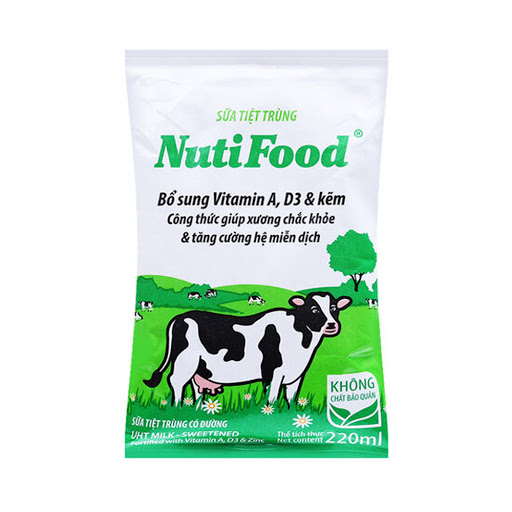 SỮA TIỆT TRÙNG
NutiFood®
Bổ sung Vitamin A, D3 & kẽm
Công thức giúp xương chắc khỏe
& tăng cường hệ miễn dịch
KHÔNG
CHẤT BẢO QUẢN
SỮA TIỆT TRÙNG CÓ ĐƯỜNG
UHT MILK - SWEETENED
Fortified with Vitamin A, D3 & Zinc
Thể tích thực
Net content 220ml